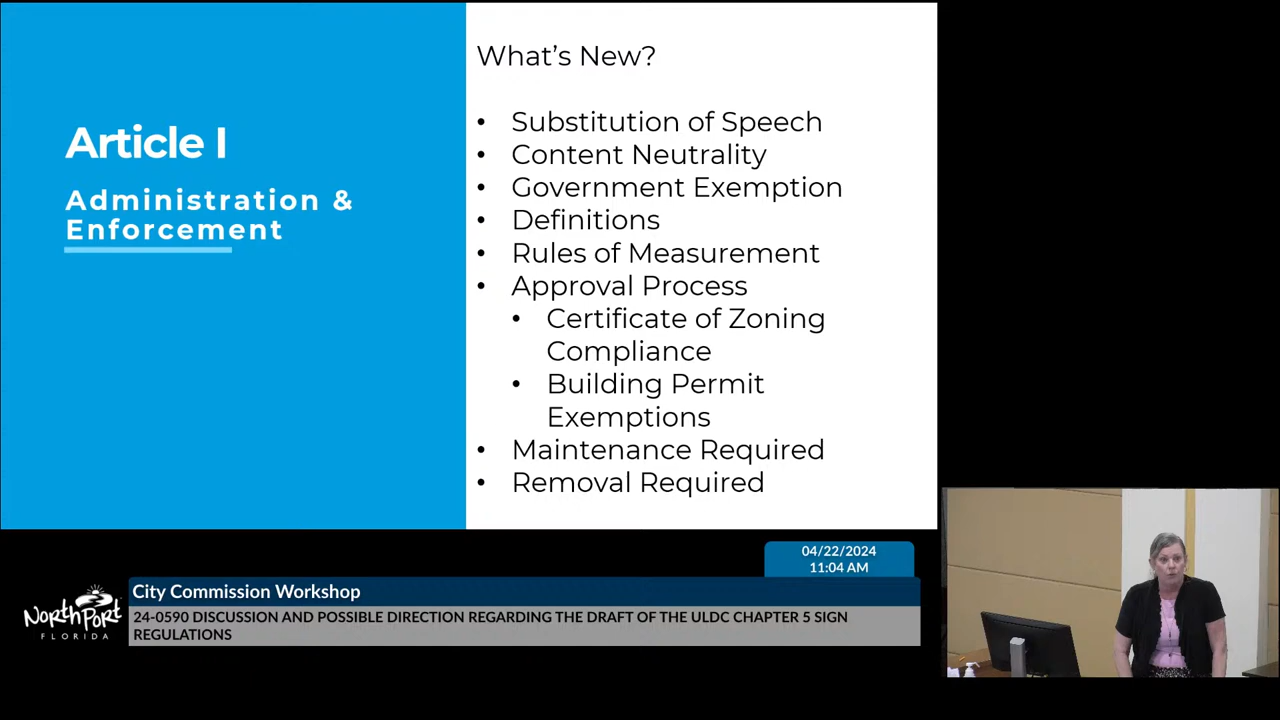 What's New?
Article I
Administration &
Enforcement
• Substitution of Speech
• Content Neutrality
• Government Exemption
• Definitions
• Rules of Measurement
• Approval Process
• Certificate of Zoning
Compliance
• Building Permit
Exemptions
• Maintenance Required
• Removal Required
04/22/2024
11:04 AM
City Commission Workshop
24-0590 DISCUSSION AND POSSIBLE DIRECTION REGARDING THE DRAFT OF THE ULDC CHAPTER 5 SIGN
REGULATIONS
North Port
FLORIDA